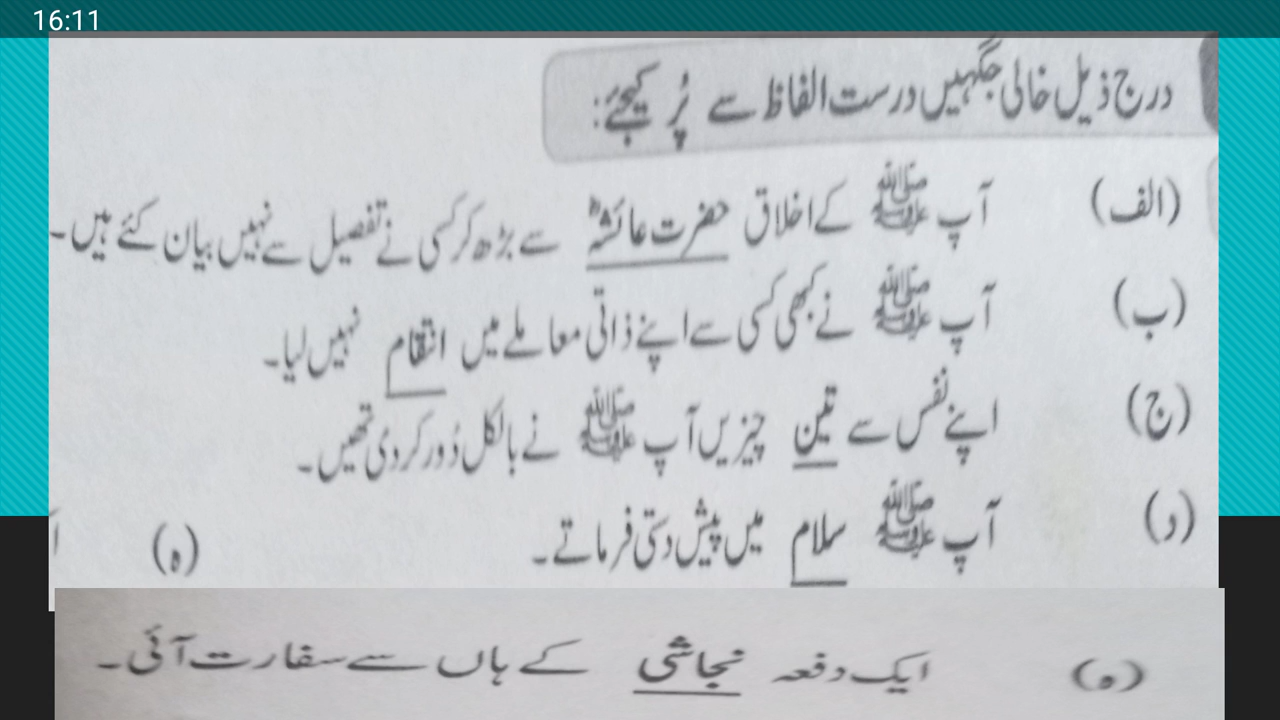 16:11
درج ذیل خالی جگہیں درست الفاظ سے پُر کیجئے:
(الف) آپ ﷺ کے اخلاق حضرت عائشہؓ سے بڑھ کر کسی نے تفصیل سے نہیں بیان کئے ہیں۔
(ب) آپ ﷺ نے کبھی کسی سے اپنے ذاتی معاملے میں انتقام نہیں لیا۔
(ج) اپنے نفس سے تین چیزیں آپ ﷺ نے بالکل دُور کر دی تھیں۔
(د) آپ ﷺ سلام میں پیش دستی فرماتے۔ (ہ)
(ہ) ایک دفعہ نجاشی کے ہاں سے سفارت آئی۔